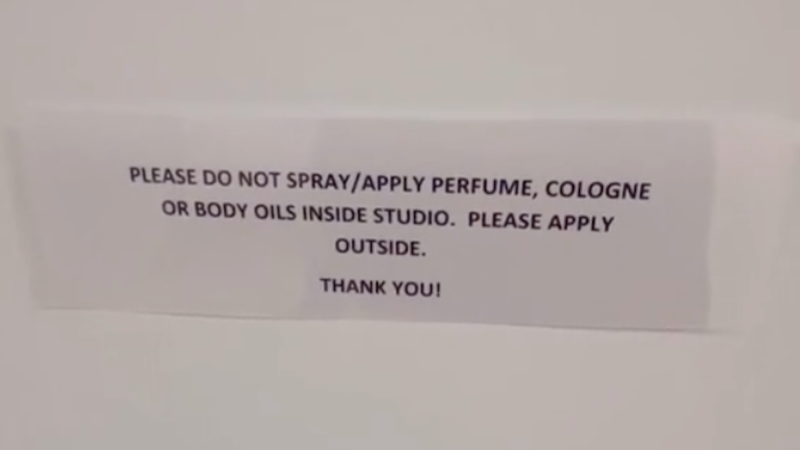 PLEASE DO NOT SPRAY/APPLY PERFUME, COLOGNE
OR BODY OILS INSIDE STUDIO. PLEASE APPLY
OUTSIDE.
THANK YOU!